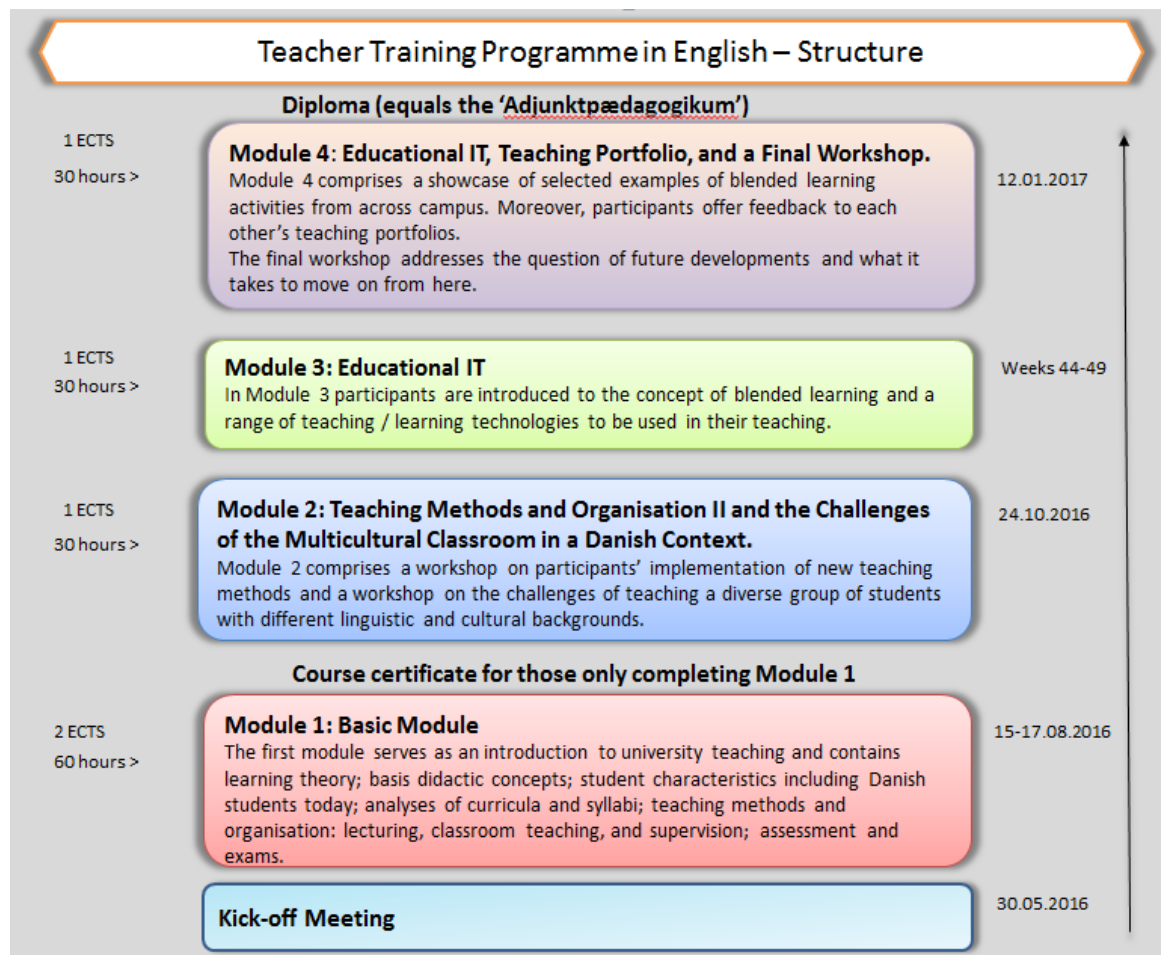 Teacher Training Programme in English – Structure
Diploma (equals the ‘Adjunktpædagogikum’)
1 ECTS
30 hours >
Module 4: Educational IT, Teaching Portfolio, and a Final Workshop.
Module 4 comprises a showcase of selected examples of blended learning
activities from across campus. Moreover, participants offer feedback to each
other’s teaching portfolios.
The final workshop addresses the question of future developments and what it
takes to move on from here.
12.01.2017
1 ECTS
30 hours >
Module 3: Educational IT
In Module 3 participants are introduced to the concept of blended learning and a
range of teaching / learning technologies to be used in their teaching.
Weeks 44-49
1 ECTS
30 hours >
Module 2: Teaching Methods and Organisation II and the Challenges
of the Multicultural Classroom in a Danish Context.
Module 2 comprises a workshop on participants’ implementation of new teaching
methods and a workshop on the challenges of teaching a diverse group of students
with different linguistic and cultural backgrounds.
24.10.2016
Course certificate for those only completing Module 1
2 ECTS
60 hours >
Module 1: Basic Module
The first module serves as an introduction to university teaching and contains
learning theory; basis didactic concepts; student characteristics including Danish
students today; analyses of curricula and syllabi; teaching methods and
organisation: lecturing, classroom teaching, and supervision; assessment and
exams.
15-17.08.2016
Kick-off Meeting
30.05.2016